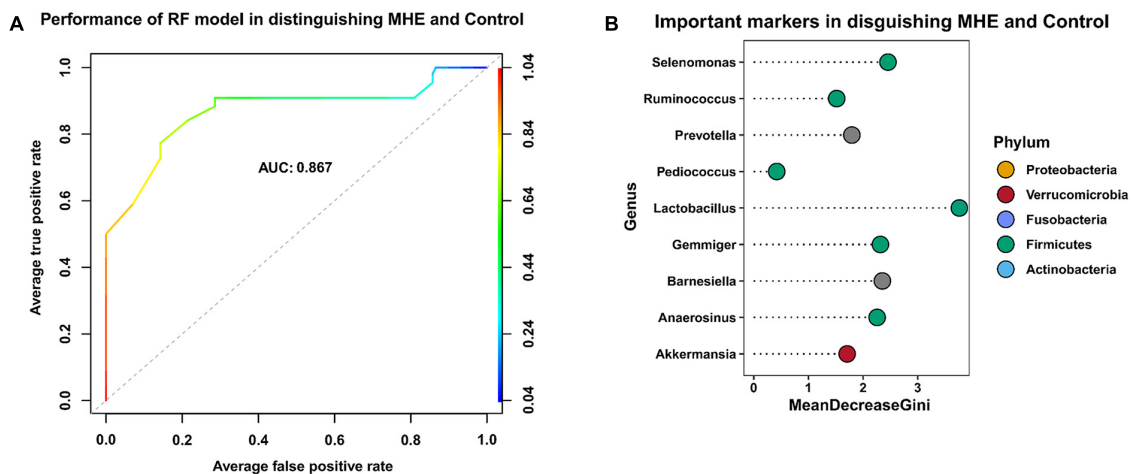 A
Performance of RF model in distinguishing MHE and Control
Average true positive rate
1.0
0.8
0.6
0.4
0.2
0.0
AUC: 0.867
1.04
0.84
0.64
0.44
0.24
0.04
0.0 0.2 0.4 0.6 0.8 1.0
Average false positive rate
B
Important markers in disguishing MHE and Control
Genus
Selenomonas
Ruminococcus
Prevotella
Pediococcus
Lactobacillus
Gemmiger
Barnesiella
Anaerosinus
Akkermansia
0 1 2 3
MeanDecreaseGini
Phylum
Proteobacteria
Verrucomicrobia
Fusobacteria
Firmicutes
Actinobacteria